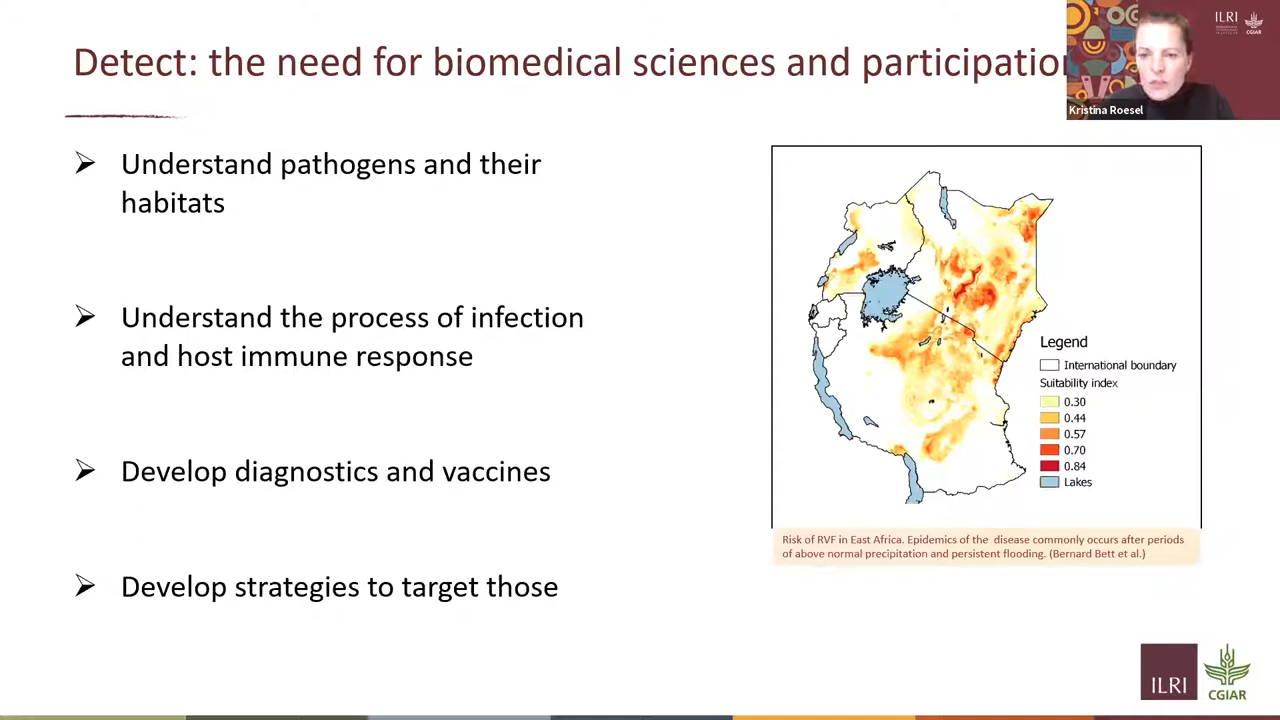 Detect: the need for biomedical sciences and participation
ILRI
CGIAR
Kristina Roesel
Understand pathogens and their
habitats
Understand the process of infection
and host immune response
Develop diagnostics and vaccines
Develop strategies to target those
Legend
International boundary
Suitability index
0.30
0.44
0.57
0.70
0.84
Lakes
Risk of RVF in East Africa. Epidemics of the disease commonly occurs after periods
of above normal precipitation and persistent flooding. (Bernard Bett et al.)
ILRI
CGIAR